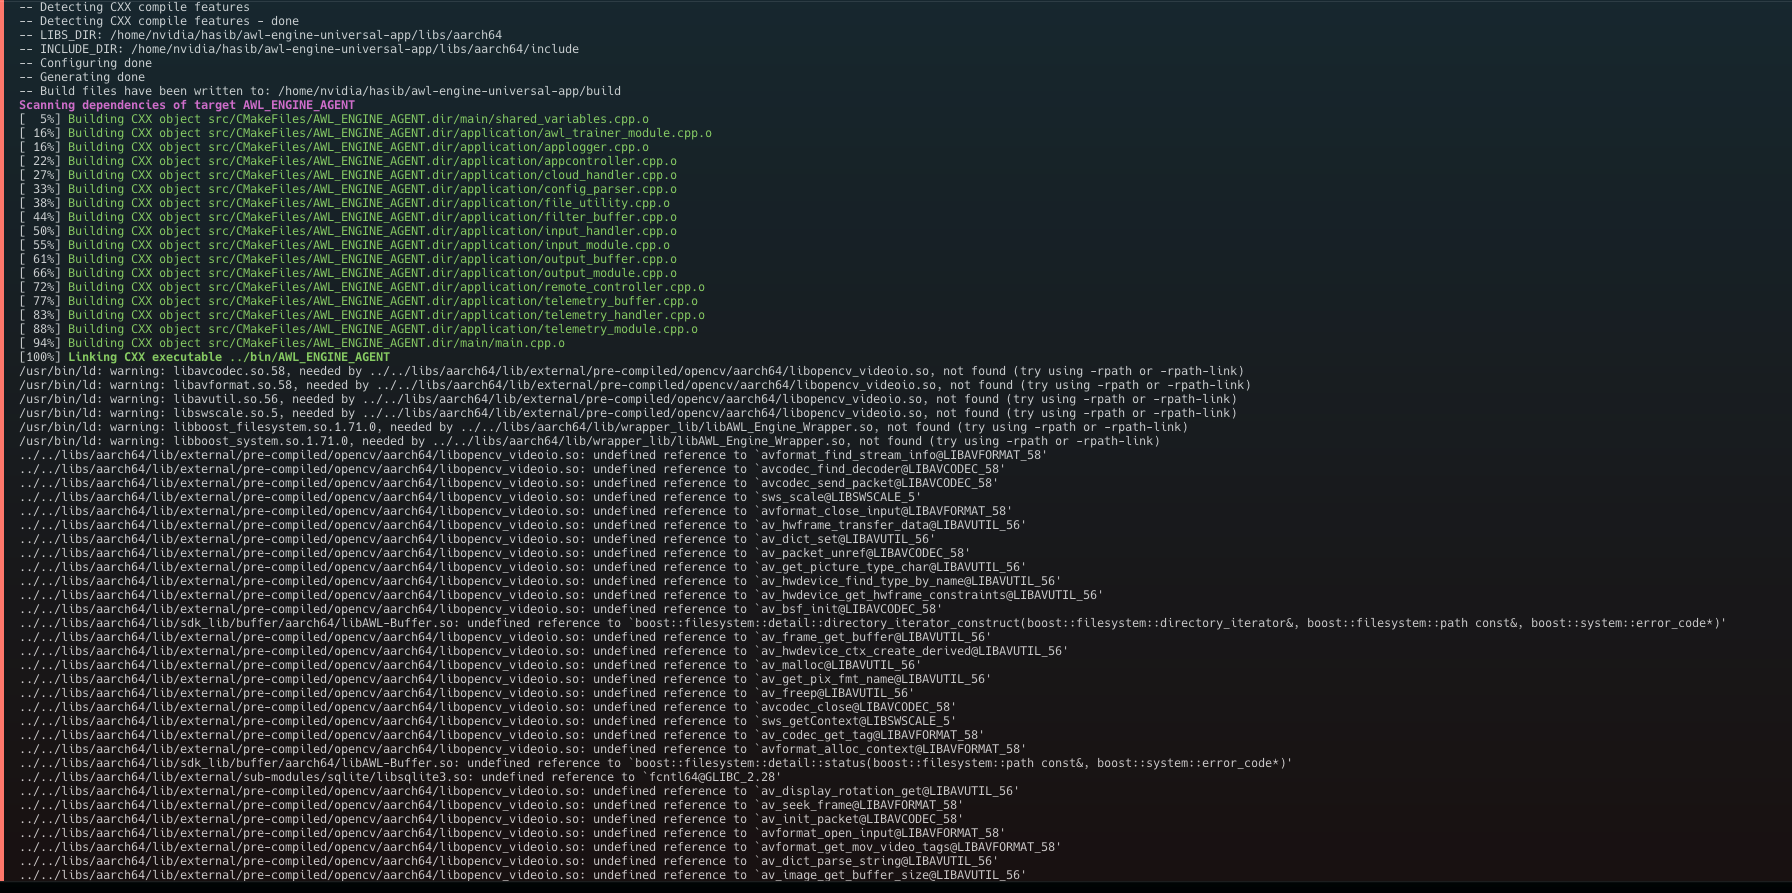 -- Detecting CXX compile features
-- Detecting CXX compile features - done
-- LIBS_DIR: /home/nvidia/hasib/awl-engine-universal-app/libs/aarch64
-- INCLUDE_DIR: /home/nvidia/hasib/awl-engine-universal-app/libs/aarch64/include
-- Configuring done
-- Generating done
-- Build files have been written to: /home/nvidia/hasib/awl-engine-universal-app/build
Scanning dependencies of target AWL_ENGINE_AGENT
[  5%] Building CXX object src/CMakeFiles/AWL_ENGINE_AGENT.dir/main/shared_variables.cpp.o
[ 16%] Building CXX object src/CMakeFiles/AWL_ENGINE_AGENT.dir/application/awl_trainer_module.cpp.o
[ 16%] Building CXX object src/CMakeFiles/AWL_ENGINE_AGENT.dir/application/applogger.cpp.o
[ 22%] Building CXX object src/CMakeFiles/AWL_ENGINE_AGENT.dir/application/appcontroller.cpp.o
[ 27%] Building CXX object src/CMakeFiles/AWL_ENGINE_AGENT.dir/application/cloud_handler.cpp.o
[ 33%] Building CXX object src/CMakeFiles/AWL_ENGINE_AGENT.dir/application/config_parser.cpp.o
[ 38%] Building CXX object src/CMakeFiles/AWL_ENGINE_AGENT.dir/application/file_utility.cpp.o
[ 44%] Building CXX object src/CMakeFiles/AWL_ENGINE_AGENT.dir/application/filter_buffer.cpp.o
[ 50%] Building CXX object src/CMakeFiles/AWL_ENGINE_AGENT.dir/application/input_handler.cpp.o
[ 55%] Building CXX object src/CMakeFiles/AWL_ENGINE_AGENT.dir/application/input_module.cpp.o
[ 61%] Building CXX object src/CMakeFiles/AWL_ENGINE_AGENT.dir/application/output_buffer.cpp.o
[ 66%] Building CXX object src/CMakeFiles/AWL_ENGINE_AGENT.dir/application/output_module.cpp.o
[ 72%] Building CXX object src/CMakeFiles/AWL_ENGINE_AGENT.dir/application/remote_controller.cpp.o
[ 77%] Building CXX object src/CMakeFiles/AWL_ENGINE_AGENT.dir/application/telemetry_buffer.cpp.o
[ 83%] Building CXX object src/CMakeFiles/AWL_ENGINE_AGENT.dir/application/telemetry_handler.cpp.o
[ 88%] Building CXX object src/CMakeFiles/AWL_ENGINE_AGENT.dir/application/telemetry_module.cpp.o
[ 94%] Building CXX object src/CMakeFiles/AWL_ENGINE_AGENT.dir/main/main.cpp.o
[100%] Linking CXX executable ../bin/AWL_ENGINE_AGENT
/usr/bin/ld: warning: libavcodec.so.58, needed by ../../libs/aarch64/lib/external/pre-compiled/opencv/aarch64/libopencv_videoio.so, not found (try using -rpath or -rpath-link)
/usr/bin/ld: warning: libavformat.so.58, needed by ../../libs/aarch64/lib/external/pre-compiled/opencv/aarch64/libopencv_videoio.so, not found (try using -rpath or -rpath-link)
/usr/bin/ld: warning: libavutil.so.56, needed by ../../libs/aarch64/lib/external/pre-compiled/opencv/aarch64/libopencv_videoio.so, not found (try using -rpath or -rpath-link)
/usr/bin/ld: warning: libswscale.so.5, needed by ../../libs/aarch64/lib/external/pre-compiled/opencv/aarch64/libopencv_videoio.so, not found (try using -rpath or -rpath-link)
/usr/bin/ld: warning: libboost_filesystem.so.1.71.0, needed by ../../libs/aarch64/lib/wrapper_lib/libAWL_Engine_Wrapper.so, not found (try using -rpath or -rpath-link)
/usr/bin/ld: warning: libboost_system.so.1.71.0, needed by ../../libs/aarch64/lib/wrapper_lib/libAWL_Engine_Wrapper.so, not found (try using -rpath or -rpath-link)
../../libs/aarch64/lib/external/pre-compiled/opencv/aarch64/libopencv_videoio.so: undefined reference to `avformat_find_stream_info@LIBAVFORMAT_58'
../../libs/aarch64/lib/external/pre-compiled/opencv/aarch64/libopencv_videoio.so: undefined reference to `avcodec_find_decoder@LIBAVCODEC_58'
../../libs/aarch64/lib/external/pre-compiled/opencv/aarch64/libopencv_videoio.so: undefined reference to `avcodec_send_packet@LIBAVCODEC_58'
../../libs/aarch64/lib/external/pre-compiled/opencv/aarch64/libopencv_videoio.so: undefined reference to `sws_scale@LIBSWSCALE_5'
../../libs/aarch64/lib/external/pre-compiled/opencv/aarch64/libopencv_videoio.so: undefined reference to `avformat_close_input@LIBAVFORMAT_58'
../../libs/aarch64/lib/external/pre-compiled/opencv/aarch64/libopencv_videoio.so: undefined reference to `av_hwframe_transfer_data@LIBAVUTIL_56'
../../libs/aarch64/lib/external/pre-compiled/opencv/aarch64/libopencv_videoio.so: undefined reference to `av_dict_set@LIBAVUTIL_56'
../../libs/aarch64/lib/external/pre-compiled/opencv/aarch64/libopencv_videoio.so: undefined reference to `av_packet_unref@LIBAVCODEC_58'
../../libs/aarch64/lib/external/pre-compiled/opencv/aarch64/libopencv_videoio.so: undefined reference to `av_get_picture_type_char@LIBAVUTIL_56'
../../libs/aarch64/lib/external/pre-compiled/opencv/aarch64/libopencv_videoio.so: undefined reference to `av_hwdevice_find_type_by_name@LIBAVUTIL_56'
../../libs/aarch64/lib/external/pre-compiled/opencv/aarch64/libopencv_videoio.so: undefined reference to `av_hwdevice_get_hwframe_constraints@LIBAVUTIL_56'
../../libs/aarch64/lib/external/pre-compiled/opencv/aarch64/libopencv_videoio.so: undefined reference to `av_bsf_init@LIBAVCODEC_58'
../../libs/aarch64/lib/sdk_lib/buffer/aarch64/libAWL-Buffer.so: undefined reference to `boost::filesystem::detail::directory_iterator_construct(boost::filesystem::directory_iterator&, boost::filesystem::path const&, boost::system::error_code*)'
../../libs/aarch64/lib/external/pre-compiled/opencv/aarch64/libopencv_videoio.so: undefined reference to `av_frame_get_buffer@LIBAVUTIL_56'
../../libs/aarch64/lib/external/pre-compiled/opencv/aarch64/libopencv_videoio.so: undefined reference to `av_hwdevice_ctx_create_derived@LIBAVUTIL_56'
../../libs/aarch64/lib/external/pre-compiled/opencv/aarch64/libopencv_videoio.so: undefined reference to `av_malloc@LIBAVUTIL_56'
../../libs/aarch64/lib/external/pre-compiled/opencv/aarch64/libopencv_videoio.so: undefined reference to `av_get_pix_fmt_name@LIBAVUTIL_56'
../../libs/aarch64/lib/external/pre-compiled/opencv/aarch64/libopencv_videoio.so: undefined reference to `av_freep@LIBAVUTIL_56'
../../libs/aarch64/lib/external/pre-compiled/opencv/aarch64/libopencv_videoio.so: undefined reference to `avcodec_close@LIBAVCODEC_58'
../../libs/aarch64/lib/external/pre-compiled/opencv/aarch64/libopencv_videoio.so: undefined reference to `sws_getContext@LIBSWSCALE_5'
../../libs/aarch64/lib/external/pre-compiled/opencv/aarch64/libopencv_videoio.so: undefined reference to `av_codec_get_tag@LIBAVFORMAT_58'
../../libs/aarch64/lib/external/pre-compiled/opencv/aarch64/libopencv_videoio.so: undefined reference to `avformat_alloc_context@LIBAVFORMAT_58'
../../libs/aarch64/lib/sdk_lib/buffer/aarch64/libAWL-Buffer.so: undefined reference to `boost::filesystem::detail::status(boost::filesystem::path const&, boost::system::error_code*)'
../../libs/aarch64/lib/external/sub-modules/sqlite/libsqlite3.so: undefined reference to `fcntl64@GLIBC_2.28'
../../libs/aarch64/lib/external/pre-compiled/opencv/aarch64/libopencv_videoio.so: undefined reference to `av_display_rotation_get@LIBAVUTIL_56'
../../libs/aarch64/lib/external/pre-compiled/opencv/aarch64/libopencv_videoio.so: undefined reference to `av_seek_frame@LIBAVFORMAT_58'
../../libs/aarch64/lib/external/pre-compiled/opencv/aarch64/libopencv_videoio.so: undefined reference to `av_init_packet@LIBAVCODEC_58'
../../libs/aarch64/lib/external/pre-compiled/opencv/aarch64/libopencv_videoio.so: undefined reference to `avformat_open_input@LIBAVFORMAT_58'
../../libs/aarch64/lib/external/pre-compiled/opencv/aarch64/libopencv_videoio.so: undefined reference to `avformat_get_mov_video_tags@LIBAVFORMAT_58'
../../libs/aarch64/lib/external/pre-compiled/opencv/aarch64/libopencv_videoio.so: undefined reference to `av_dict_parse_string@LIBAVUTIL_56'
../../libs/aarch64/lib/external/pre-compiled/opencv/aarch64/libopencv_videoio.so: undefined reference to `av_image_get_buffer_size@LIBAVUTIL_56'